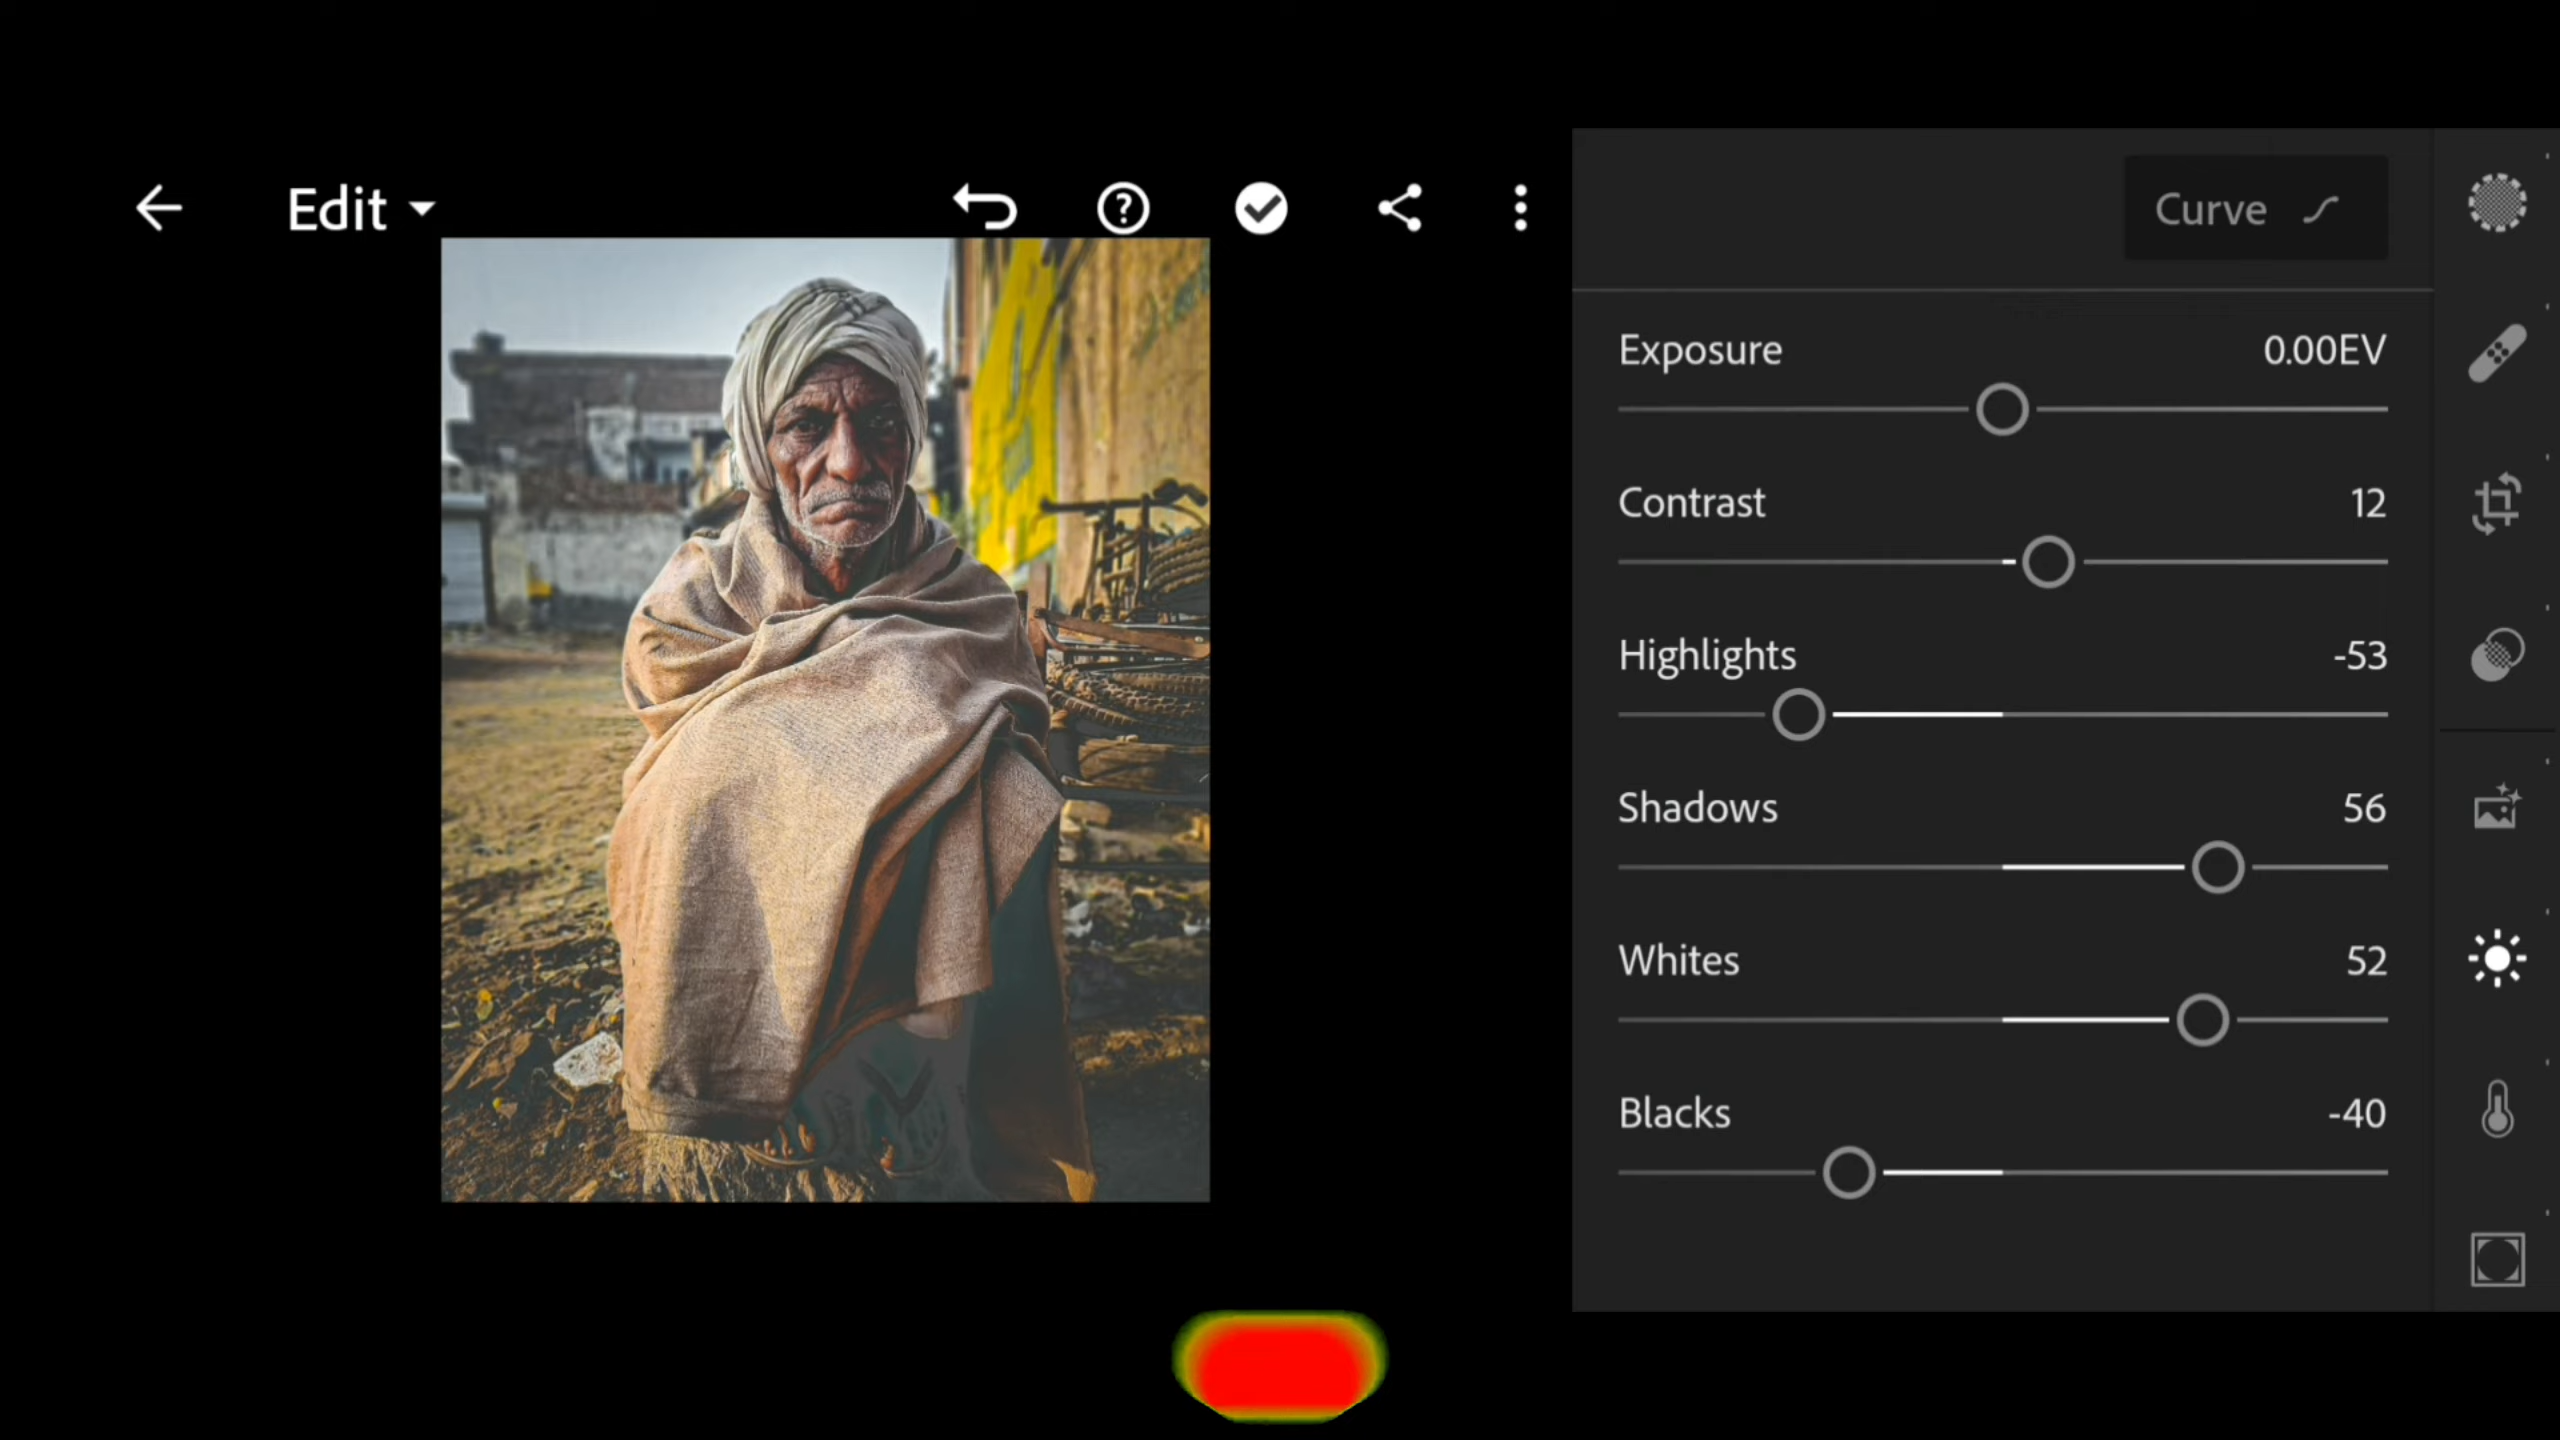 Edit
Curve
Exposure 0.00EV
Contrast 12
Highlights -53
Shadows 56
Whites 52
Blacks -40